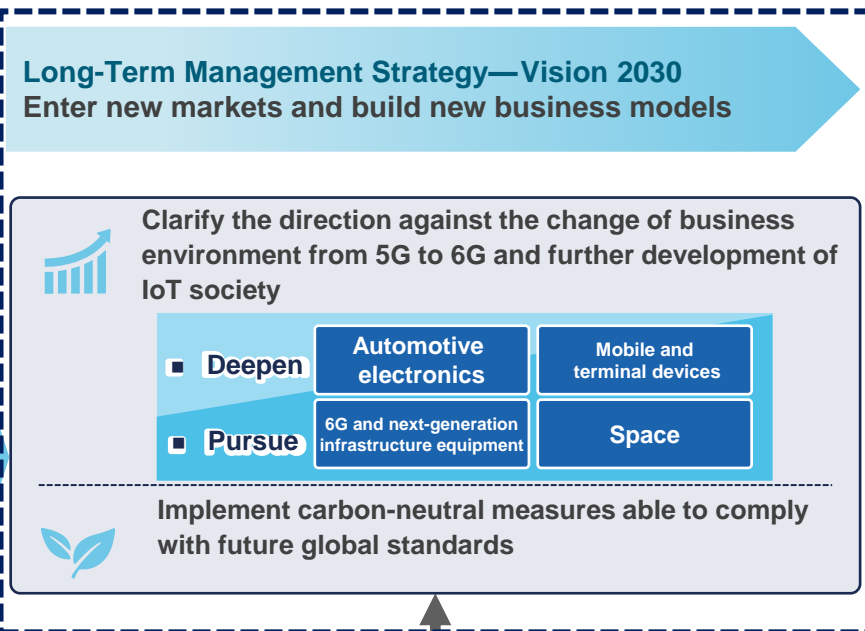 Long-Term Management Strategy—Vision 2030
Enter new markets and build new business models
Clarify the direction against the change of business
environment from 5G to 6G and further development of
IoT society
■ Deepen
Automotive
electronics
Mobile and
terminal devices
■ Pursue
6G and next-generation
infrastructure equipment
Space
Implement carbon-neutral measures able to comply
with future global standards